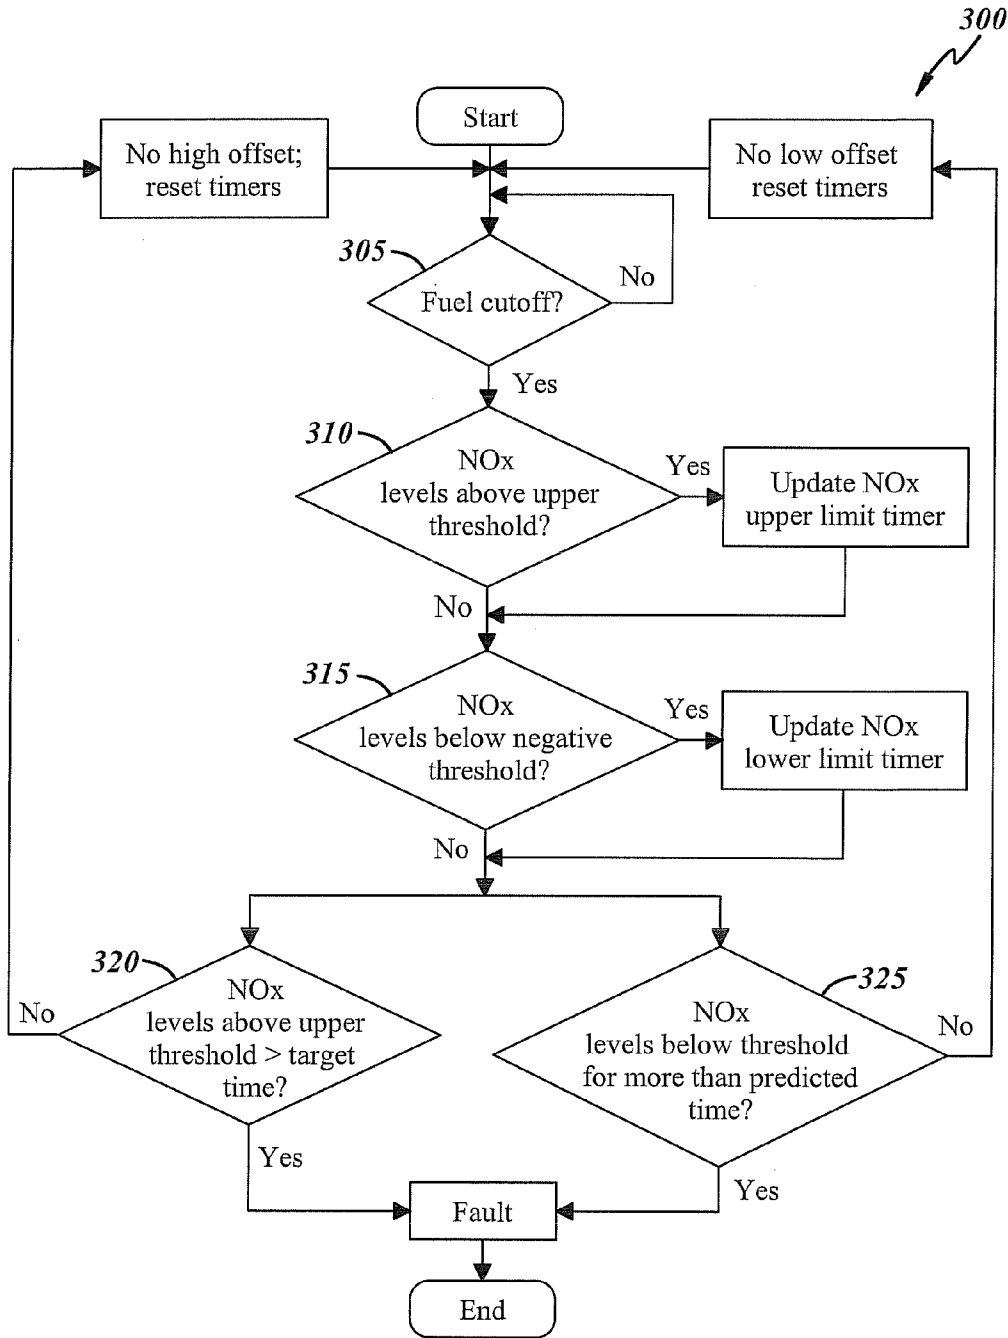 300
Start
No high offset;
reset timers
No low offset
reset timers
305
Fuel cutoff?
No
Yes
310
NOx
levels above upper
threshold?
Yes
Update NOx
upper limit timer
No
315
NOx
levels below negative
threshold?
Yes
Update NOx
lower limit timer
No
320
NOx
levels above upper
threshold > target
time?
No
325
NOx
levels below threshold
for more than predicted
time?
No
Yes
Yes
Fault
End